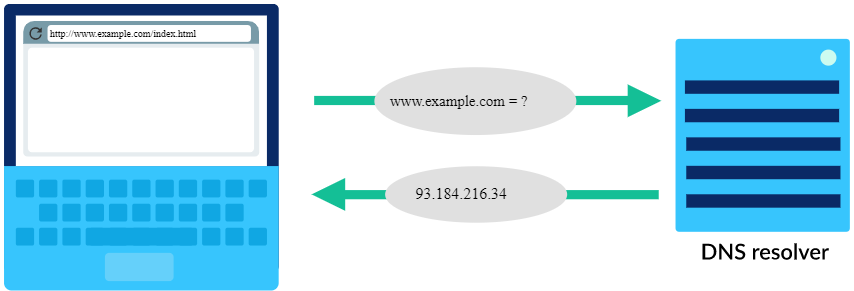 http://www.example.com/index.html
www.example.com = ?
93.184.216.34
DNS resolver